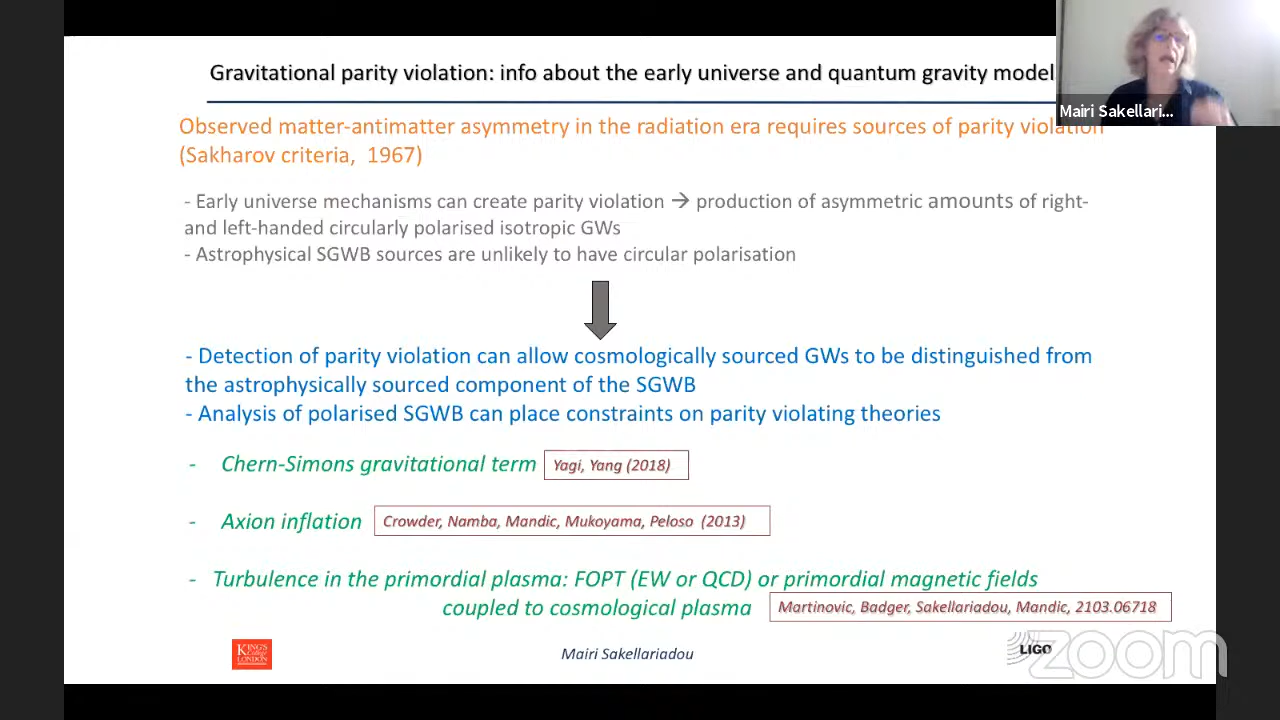 Gravitational parity violation: info about the early universe and quantum gravity model
Mairi Sakellari...
Observed matter-antimatter asymmetry in the radiation era requires sources of parity violation
(Sakharov criteria, 1967)
- Early universe mechanisms can create parity violation → production of asymmetric amounts of right-
and left-handed circularly polarised isotropic GWs
- Astrophysical SGWB sources are unlikely to have circular polarisation
- Detection of parity violation can allow cosmologically sourced GWs to be distinguished from
the astrophysically sourced component of the SGWB
- Analysis of polarised SGWB can place constraints on parity violating theories
- Chern-Simons gravitational term Yagi, Yang (2018)
- Axion inflation Crowder, Namba, Mandic, Mukoyama, Peloso (2013)
- Turbulence in the primordial plasma: FOPT (EW or QCD) or primordial magnetic fields
coupled to cosmological plasma Martinovic, Badger, Sakellariadou, Mandic, 2103.06718
KING'S
College
LONDON
Mairi Sakellariadou
LIGO
zoom